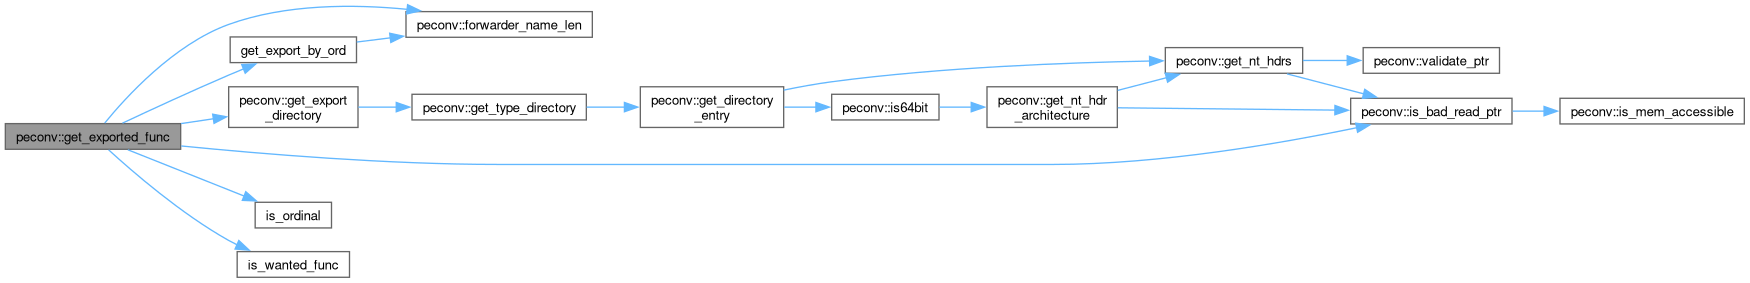 peconv::forwarder_name_len
get_export_by_ord
peconv::get_nt_hdrs
peconv::validate_ptr
peconv::get_export
_directory
peconv::get_type_directory
peconv::get_directory
_entry
peconv::is64bit
peconv::get_nt_hdr
_architecture
peconv::is_bad_read_ptr
peconv::is_mem_accessible
peconv::get_exported_func
is_ordinal
is_wanted_func